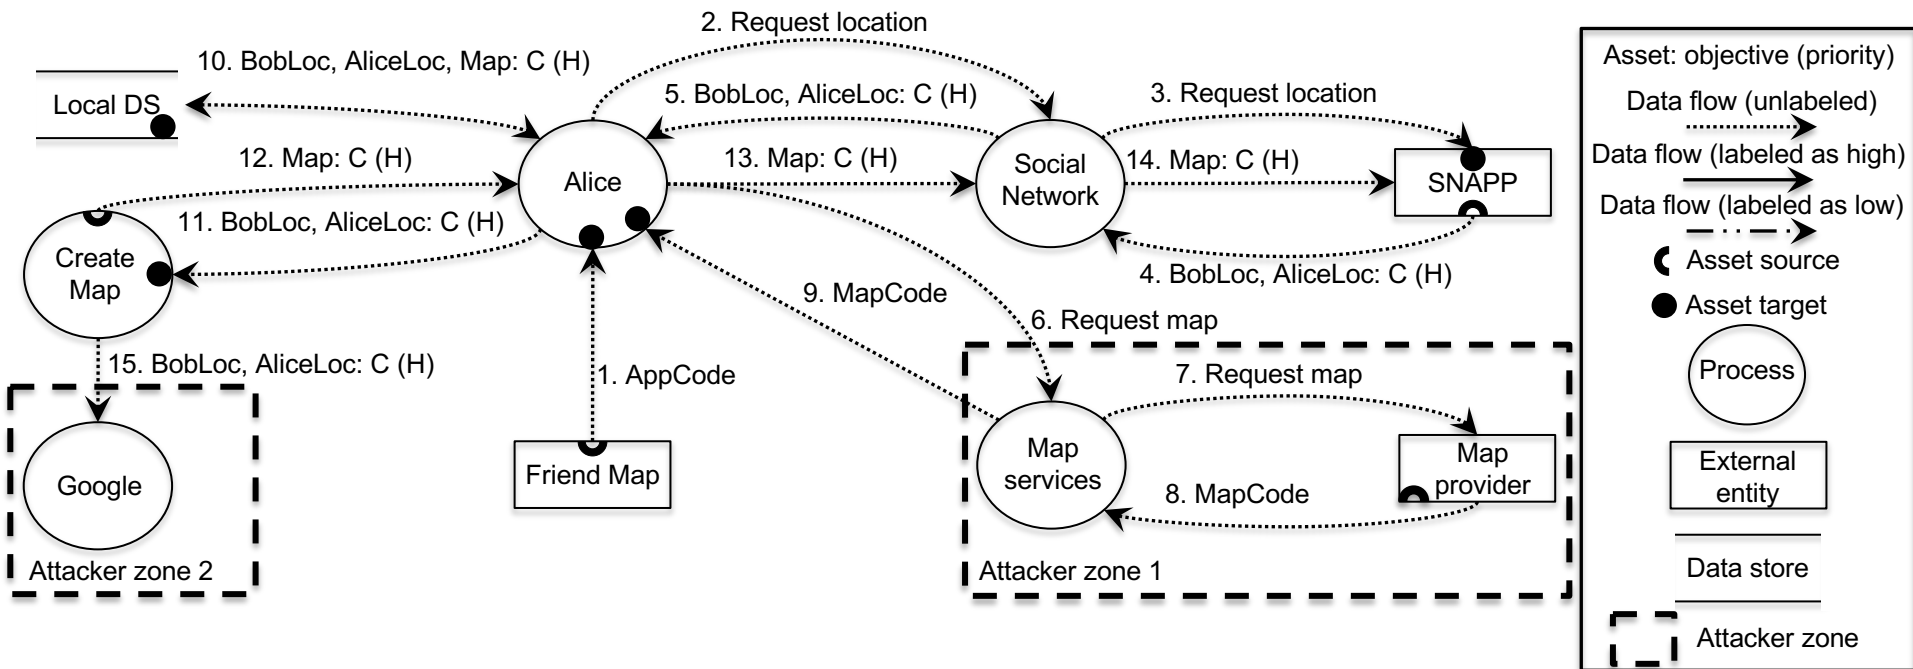 2. Request location
10. BobLoc, AliceLoc, Map: C (H)
5. BobLoc, AliceLoc: C (H)
3. Request location
Local DS
12. Map: C (H)
13. Map: C (H)
14. Map: C (H)
Alice
Social
Network
SNAPP
11. BobLoc, AliceLoc: C (H)
Create
Map
4. BobLoc, AliceLoc: C (H)
9. MapCode
6. Request map
15. BobLoc, AliceLoc: C (H)
1. AppCode
7. Request map
Google
Friend Map
Map
services
Map
provider
8. MapCode
Attacker zone 2
Attacker zone 1
Asset: objective (priority)
Data flow (unlabeled)
Data flow (labeled as high)
Data flow (labeled as low)
Asset source
Asset target
Process
External
entity
Data store
Attacker zone